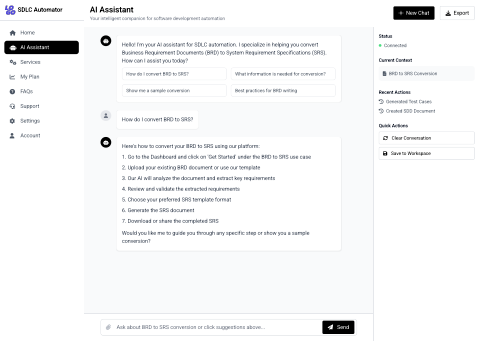 SDLC Automator
Home
AI Assistant
Services
My Plan
FAQs
Support
Settings
Account
AI Assistant
Your intelligent companion for software development automation
New Chat
Export
Hello! I'm your AI assistant for SDLC automation. I specialize in helping you convert
Business Requirements Documents (BRD) to System Requirement Specifications (SRS).
How can I assist you today?
How do I convert BRD to SRS?
What information is needed for conversion?
Show me a sample conversion
Best practices for BRD writing
How do I convert BRD to SRS?
Here's how to convert your BRD to SRS using our platform:
1. Go to the Dashboard and click on 'Get Started' under the BRD to SRS use case
2. Upload your existing BRD document or use our template
3. Our AI will analyze the document and extract key requirements
4. Review and validate the extracted requirements
5. Choose your preferred SRS template format
6. Generate the SRS document
7. Download or share the completed SRS
Would you like me to guide you through any specific step or show you a sample
conversion?
Ask about BRD to SRS conversion or click suggestions above...
Send
Status
Connected
Current Context
BRD to SRS Conversion
Recent Actions
Generated Test Cases
Created SDD Document
Quick Actions
Clear Conversation
Save to Workspace